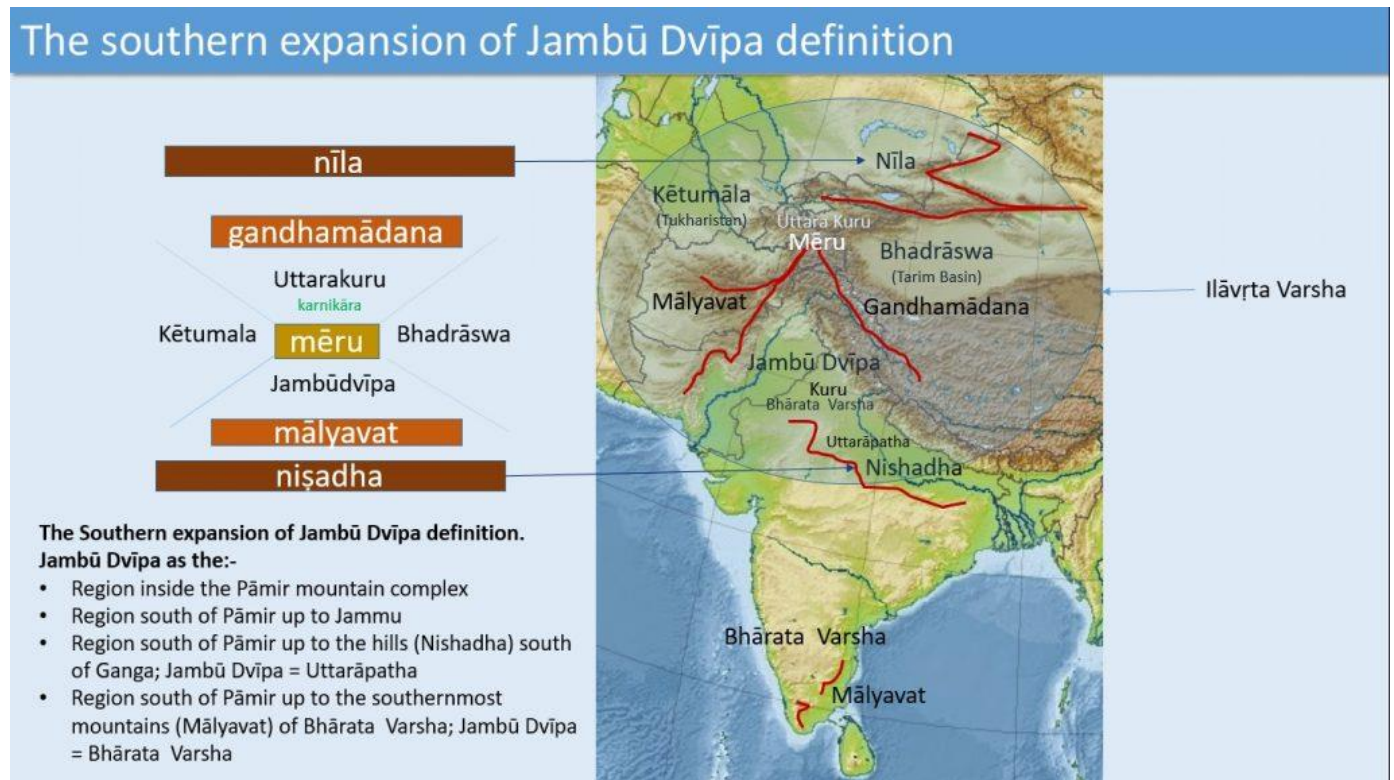 The southern expansion of Jambū Dvīpa definition
nīla
gandhamādana
Uttarakuru
karnikāra
Kētumala
mēru
Bhadrāswa
Jambūdvīpa
mālyavat
niṣadha
The Southern expansion of Jambū Dvīpa definition.
Jambū Dvīpa as the:-
• Region inside the Pāmir mountain complex
• Region south of Pāmir up to Jammu
• Region south of Pāmir up to the hills (Nishadha) south
of Ganga; Jambū Dvīpa = Uttarāpatha
• Region south of Pāmir up to the southernmost
mountains (Mālyavat) of Bhārata  Varsha; Jambū Dvīpa
= Bhārata  Varsha
Nīla
Kētumāla
(Tukharistan)
Uttara Kuru
Mēru
Bhadrāswa
(Tarim Basin)
Mālyavat
Gandhamādana
Jambū Dvīpa
Kuru
Bhārata  Varsha
Uttarāpatha
Nishadha
Bhārata  Varsha
Mālyavat
Ilāvṛta Varsha